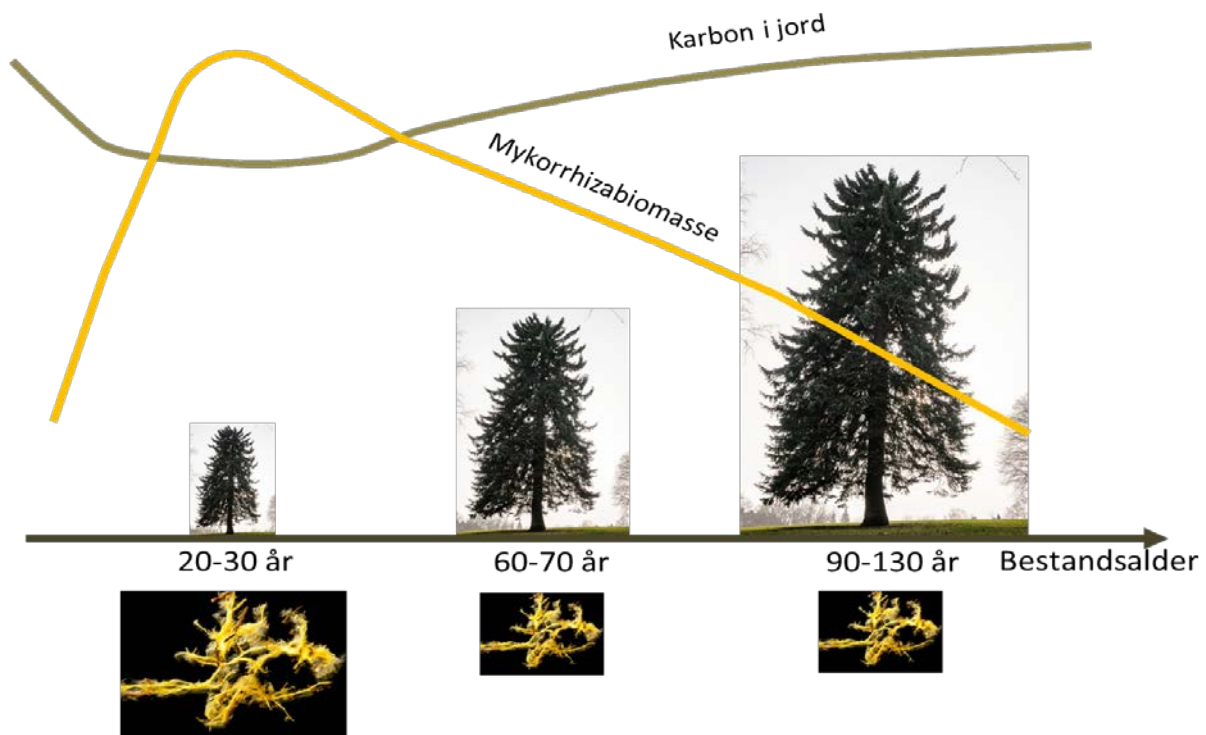 Karbon i jord
Mykorrhizabiomasse
20-30 år
60-70 år
90-130 år
Bestandsalder